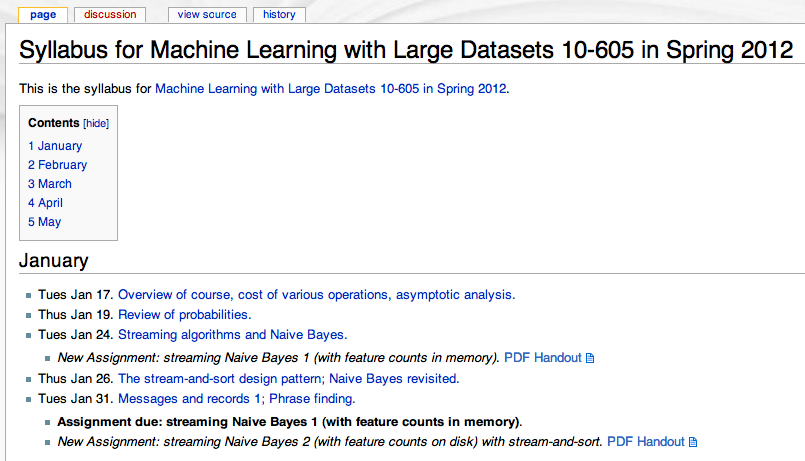 page discussion view source history
Syllabus for Machine Learning with Large Datasets 10-605 in Spring 2012
This is the syllabus for Machine Learning with Large Datasets 10-605 in Spring 2012.
Contents [hide]
1 January
2 February
3 March
4 April
5 May
January
Tues Jan 17. Overview of course, cost of various operations, asymptotic analysis.
Thus Jan 19. Review of probabilities.
Tues Jan 24. Streaming algorithms and Naive Bayes.
New Assignment: streaming Naive Bayes 1 (with feature counts in memory). PDF Handout
Thus Jan 26. The stream-and-sort design pattern; Naive Bayes revisited.
Tues Jan 31. Messages and records 1; Phrase finding.
Assignment due: streaming Naive Bayes 1 (with feature counts in memory).
New Assignment: streaming Naive Bayes 2 (with feature counts on disk) with stream-and-sort. PDF Handout